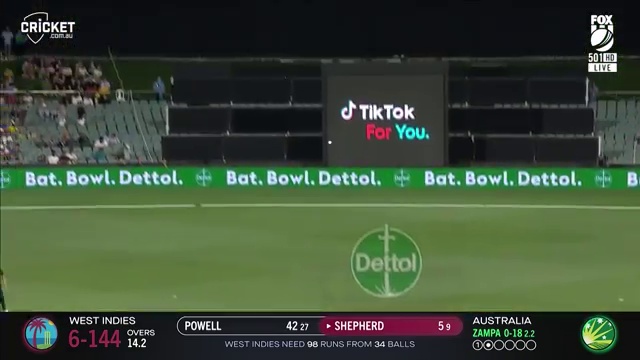 CRICKET
.com.au
FOX
501HD
LIVE
TikTok
For You.
Bat. Bowl. Dettol. Bat. Bowl. Dettol. Bat. Bowl. Dettol. B
Dettol
WEST INDIES
6-144 OVERS 14.2
POWELL 42 27
SHEPHERD 5 9
WEST INDIES NEED 98 RUNS FROM 34 BALLS
AUSTRALIA
ZAMPA 0-18 2.2
1